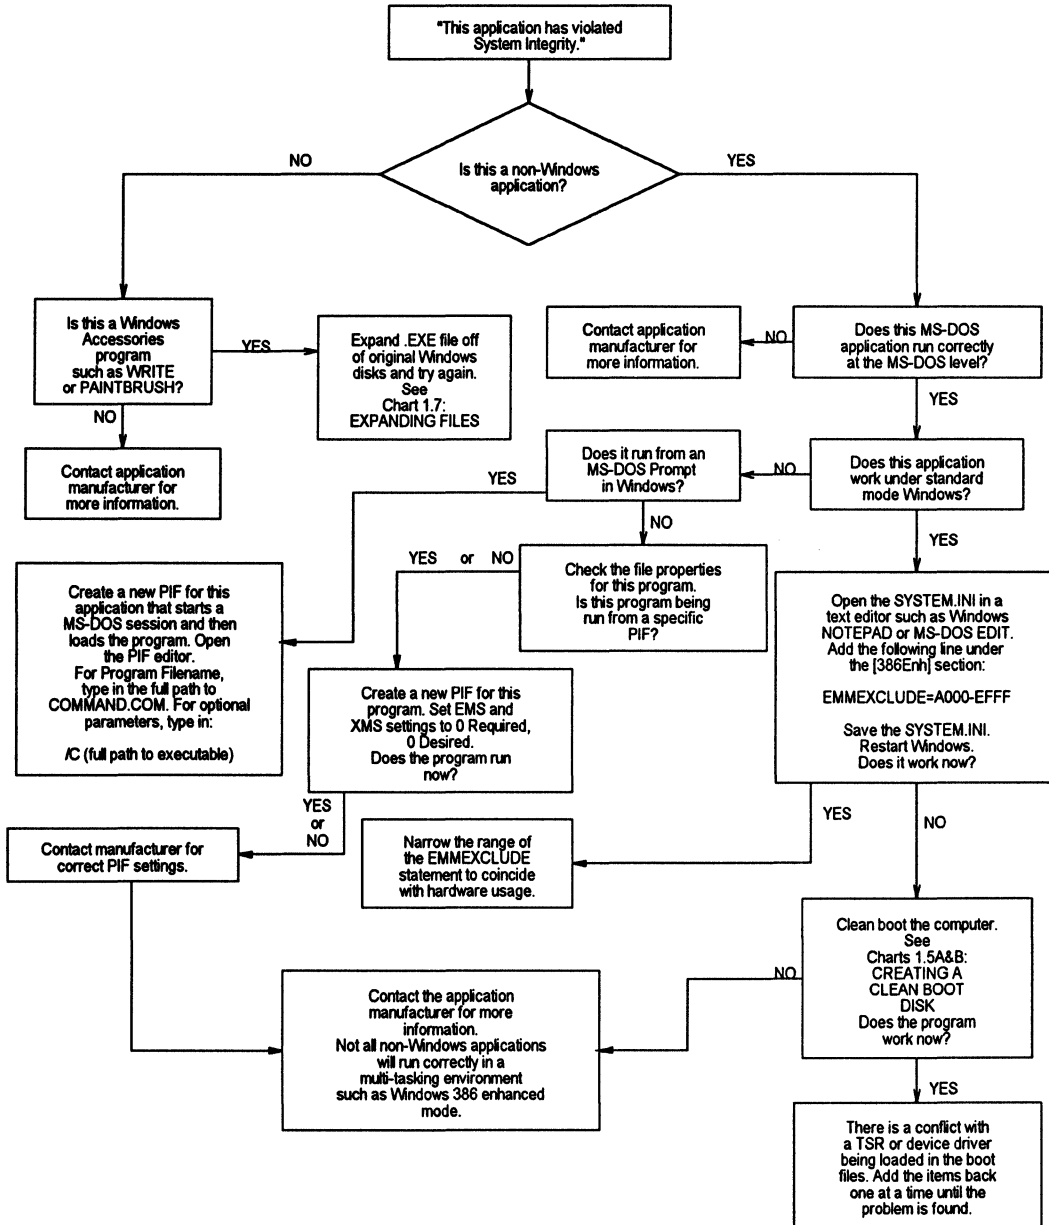 "This application has violated
System Integrity."
NO
YES
Is this a non-Windows
application?
Is this a Windows
Accessories
program
such as WRITE
or PAINTBRUSH?
YES
Expand .EXE file off
of original Windows
disks and try again.
See
Chart 1.7:
EXPANDING FILES
Contact application
manufacturer for
more information.
NO
Does this MS-DOS
application run correctly
at the MS-DOS level?
NO
YES
Contact application
manufacturer for
more information.
YES
Does it run from an
MS-DOS Prompt
in Windows?
NO
Does this application
work under standard
mode Windows?
NO
YES
YES or NO
Check the file properties
for this program.
Is this program being
run from a specific
PIF?
Create a new PIF for this
application that starts a
MS-DOS session and then
loads the program. Open
the PIF editor.
For Program Filename,
type in the full path to
COMMAND.COM. For optional
parameters, type in:
/C (full path to executable)
Open the SYSTEM.INI in a
text editor such as Windows
NOTEPAD or MS-DOS EDIT.
Add the following line under
the [386Enh] section:
EMMEXCLUDE=A000-EFFF
Save the SYSTEM.INI.
Restart Windows.
Does it work now?
Create a new PIF for this
program. Set EMS and
XMS settings to 0 Required,
0 Desired.
Does the program run
now?
YES
or
NO
YES
NO
Contact manufacturer for
correct PIF settings.
Narrow the range of
the EMMEXCLUDE
statement to coincide
with hardware usage.
Clean boot the computer.
See
Charts 1.5A&B:
CREATING A
CLEAN BOOT
DISK
Does the program
work now?
NO
Contact the application
manufacturer for more
information.
Not all non-Windows applications
will run correctly in a
multi-tasking environment
such as Windows 386 enhanced
mode.
YES
There is a conflict with
a TSR or device driver
being loaded in the boot
files. Add the items back
one at a time until the
problem is found.